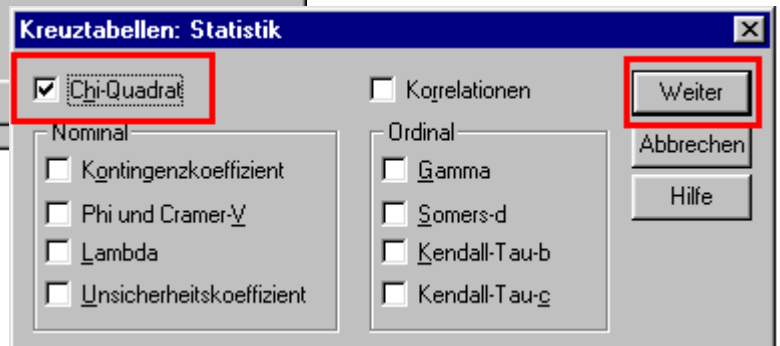 Kreuztabellen: Statistik
Chi-Quadrat
Korrelationen
Weiter
Nominal
Ordinal
Abbrechen
Kontingenzkoeffizient
Gamma
Hilfe
Phi und Cramer-V
Somers-d
Lambda
Kendall-Tau-b
Unsicherheitskoeffizient
Kendall-Tau-c